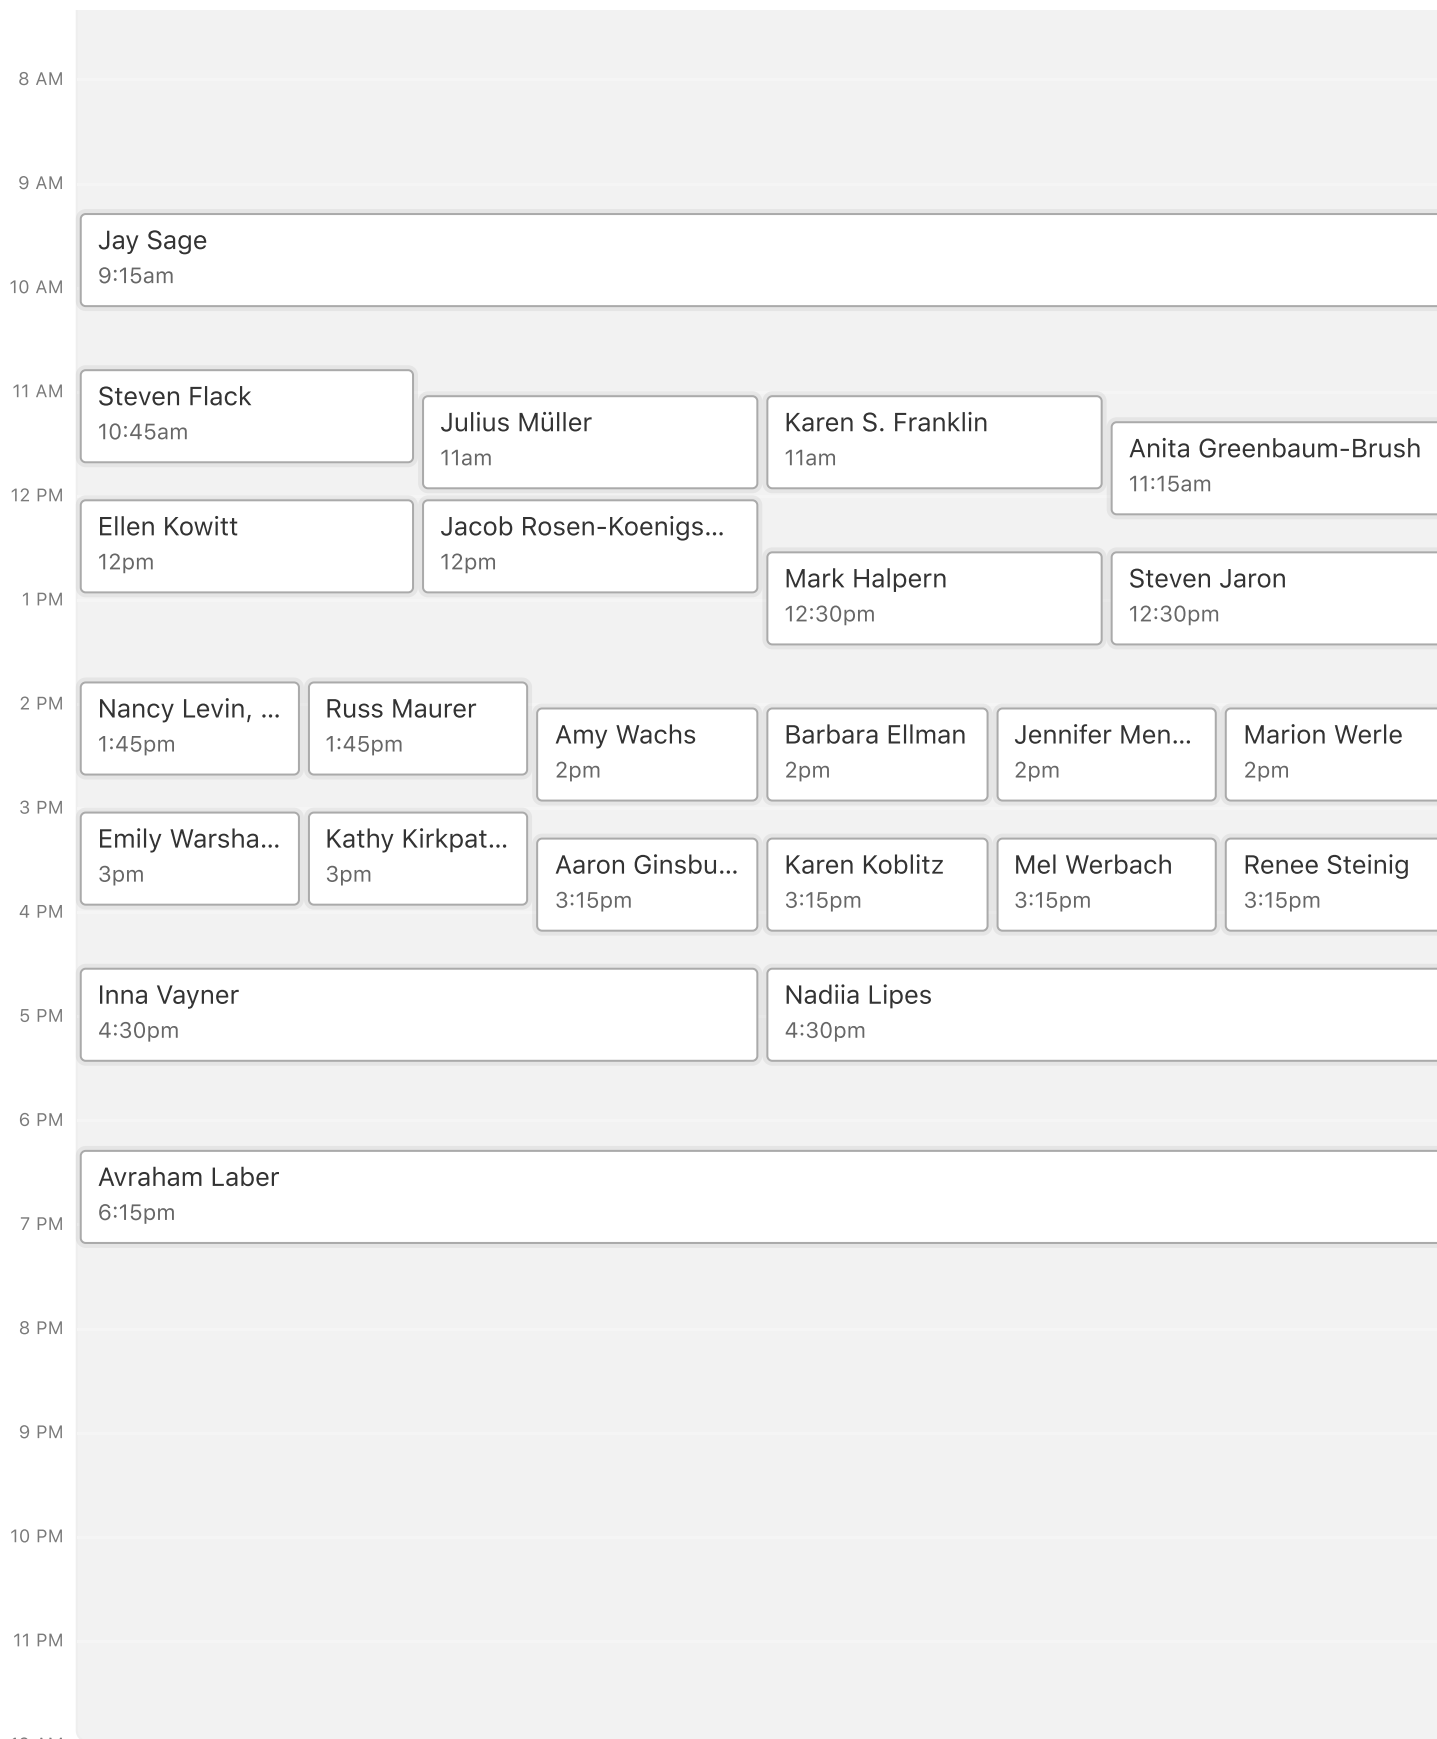 8 AM
9 AM
Jay Sage
9:15am
10 AM
11 AM
Steven Flack
10:45am
Julius Müller
11am
Karen S. Franklin
11am
Anita Greenbaum-Brush
11:15am
12 PM
Ellen Kowitt
12pm
Jacob Rosen-Koenigs...
12pm
Mark Halpern
12:30pm
Steven Jaron
12:30pm
1 PM
2 PM
Nancy Levin, ...
1:45pm
Russ Maurer
1:45pm
Amy Wachs
2pm
Barbara Ellman
2pm
Jennifer Men...
2pm
Marion Werle
2pm
3 PM
Emily Warsha...
3pm
Kathy Kirkpat...
3pm
Aaron Ginsbu...
3:15pm
Karen Koblitz
3:15pm
Mel Werbach
3:15pm
Renee Steinig
3:15pm
4 PM
Inna Vayner
4:30pm
Nadiia Lipes
4:30pm
5 PM
6 PM
Avraham Laber
6:15pm
7 PM
8 PM
9 PM
10 PM
11 PM